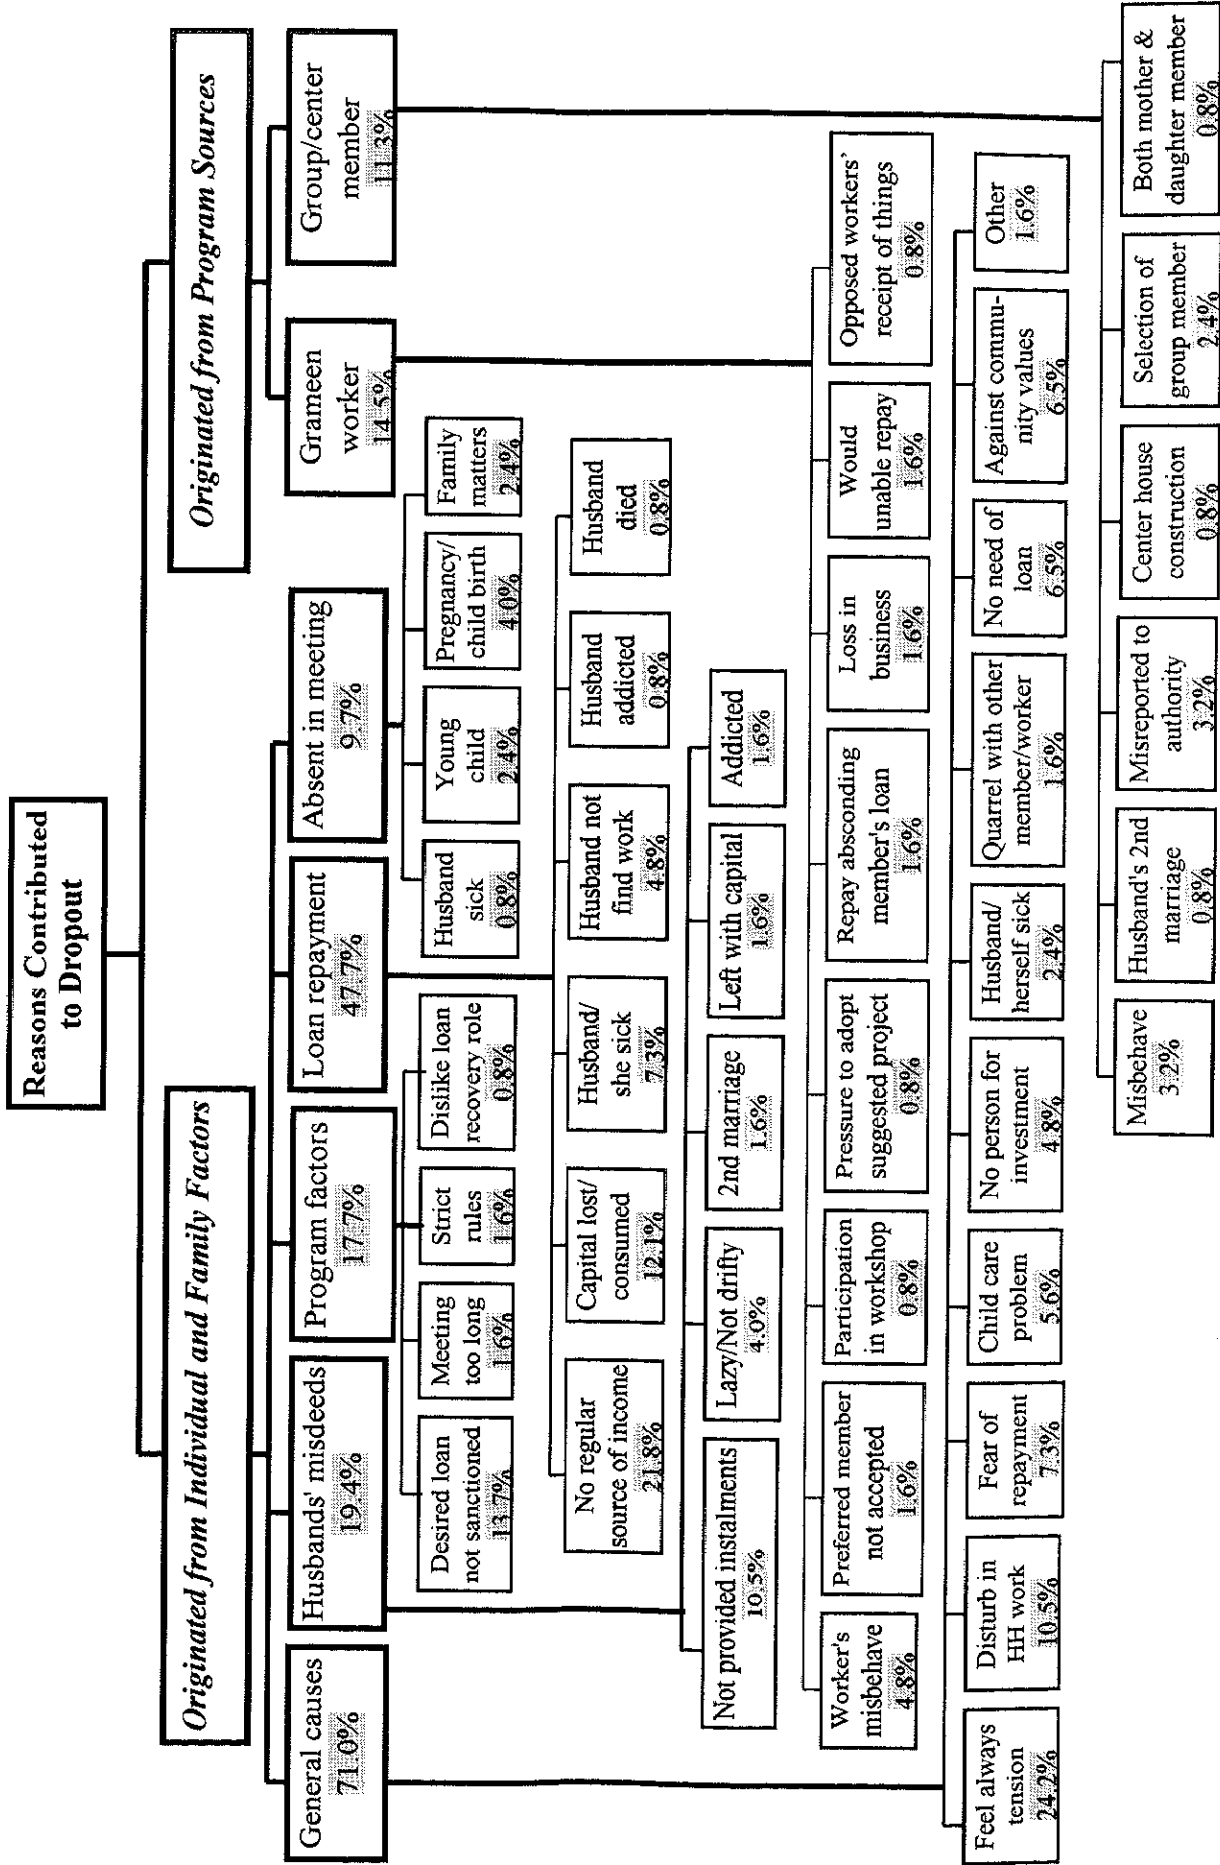 Reasons Contributed
to Dropout
Originated from Individual and Family Factors
Originated from Program Sources
General causes
71.0%
Husbands' misdeeds
19.4%
Program factors
17.7%
Loan repayment
47.7%
Absent in meeting
9.7%
Grameen
worker
14.5%
Group/center
member
11.3%
Desired loan
not sanctioned
13.7%
Meeting
too long
1.6%
Strict
rules
1.6%
Dislike loan
recovery role
0.8%
Husband
sick
0.8%
Young
child
2.4%
Pregnancy/
child birth
4.0%
Family
matters
2.4%
No regular
source of income
21.8%
Capital lost/
consumed
12.1%
Husband/
she sick
7.3%
Husband not
find work
4.8%
Husband
addicted
0.8%
Husband
died
0.8%
Not provided instalments
10.5%
Lazy/Not drifty
4.0%
2nd marriage
1.6%
Left with capital
1.6%
Addicted
1.6%
Worker's
misbehave
4.8%
Preferred member
not accepted
1.6%
Participation
in workshop
0.8%
Pressure to adopt
suggested project
0.8%
Repay absconding
member's loan
1.6%
Loss in
business
1.6%
Would
unable repay
1.6%
Opposed workers'
receipt of things
0.8%
Feel always
tension
24.2%
Disturb in
HH work
10.5%
Fear of
repayment
7.3%
Child care
problem
5.6%
No person for
investment
4.8%
Husband/
herself sick
2.4%
Quarrel with other
member/worker
1.6%
No need of
loan
6.5%
Against commu-
nity values
6.5%
Other
1.6%
Misbehave
3.2%
Husband's 2nd
marriage
0.8%
Misreported to
authority
3.2%
Center house
construction
0.8%
Selection of
group member
2.4%
Both mother &
daughter member
0.8%